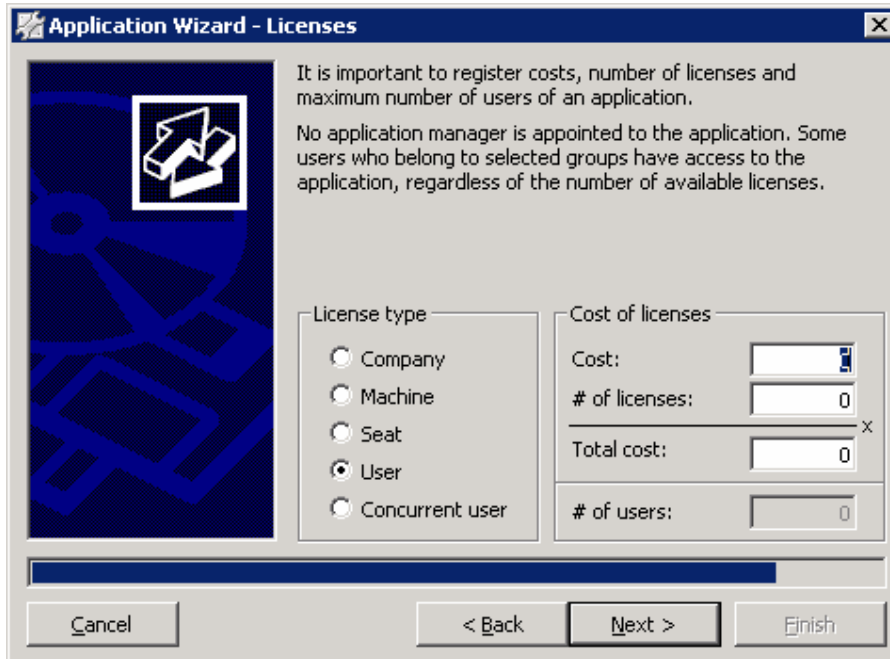 Application Wizard - Licenses
It is important to register costs, number of licenses and
maximum number of users of an application.
No application manager is appointed to the application. Some
users who belong to selected groups have access to the
application, regardless of the number of available licenses.
License type
Company
Machine
Seat
User
Concurrent user
Cost of licenses
Cost:
# of licenses: 0
x
Total cost: 0
# of users: 0
Cancel
< Back
Next >
Finish